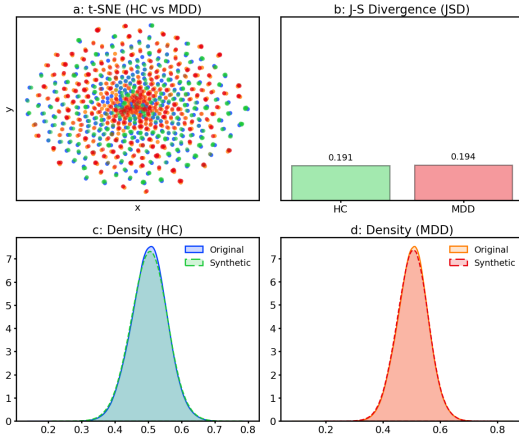 a: t-SNE (HC vs MDD)
y
x
b: J-S Divergence (JSD)
0.191
0.194
HC
MDD
c: Density (HC)
Original
Synthetic
7
6
5
4
3
2
1
0
0.2
0.4
0.5
0.6
0.7
0.8
d: Density (MDD)
Original
Synthetic
7
6
5
4
3
2
1
0
0.2
0.4
0.6
0.8